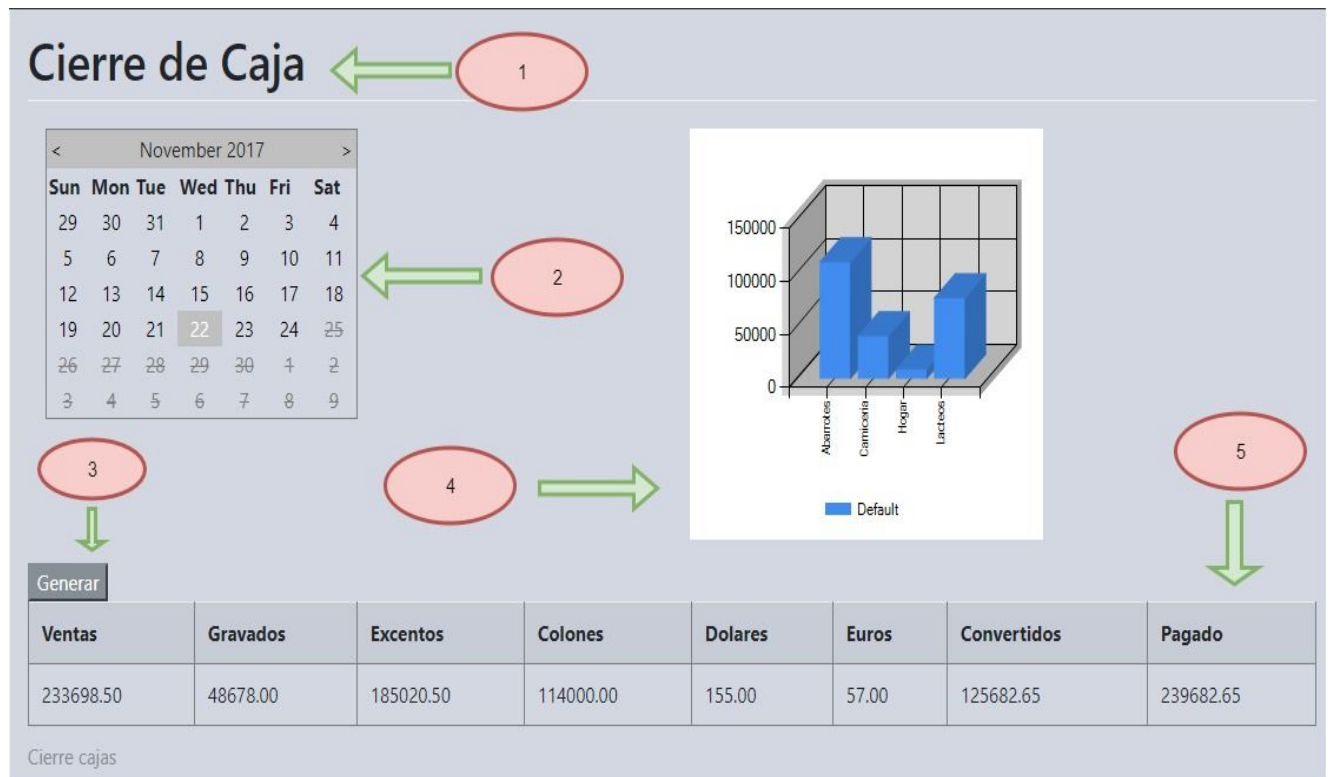 Cierre de Caja
1
< November 2017 >
Sun Mon Tue Wed Thu Fri Sat
29 30 31 1 2 3 4
5 6 7 8 9 10 11
12 13 14 15 16 17 18
19 20 21 22 23 24 25
26 27 28 29 30 1 2
3 4 5 6 7 8 9
2
150000
100000
50000
0
Abarrotes
Carniceria
Hogar
Lacteos
Default
3
4
5
Generar
Ventas Gravados Excentos Colones Dolares Euros Convertidos Pagado
233698.50 48678.00 185020.50 114000.00 155.00 57.00 125682.65 239682.65
Cierre cajas